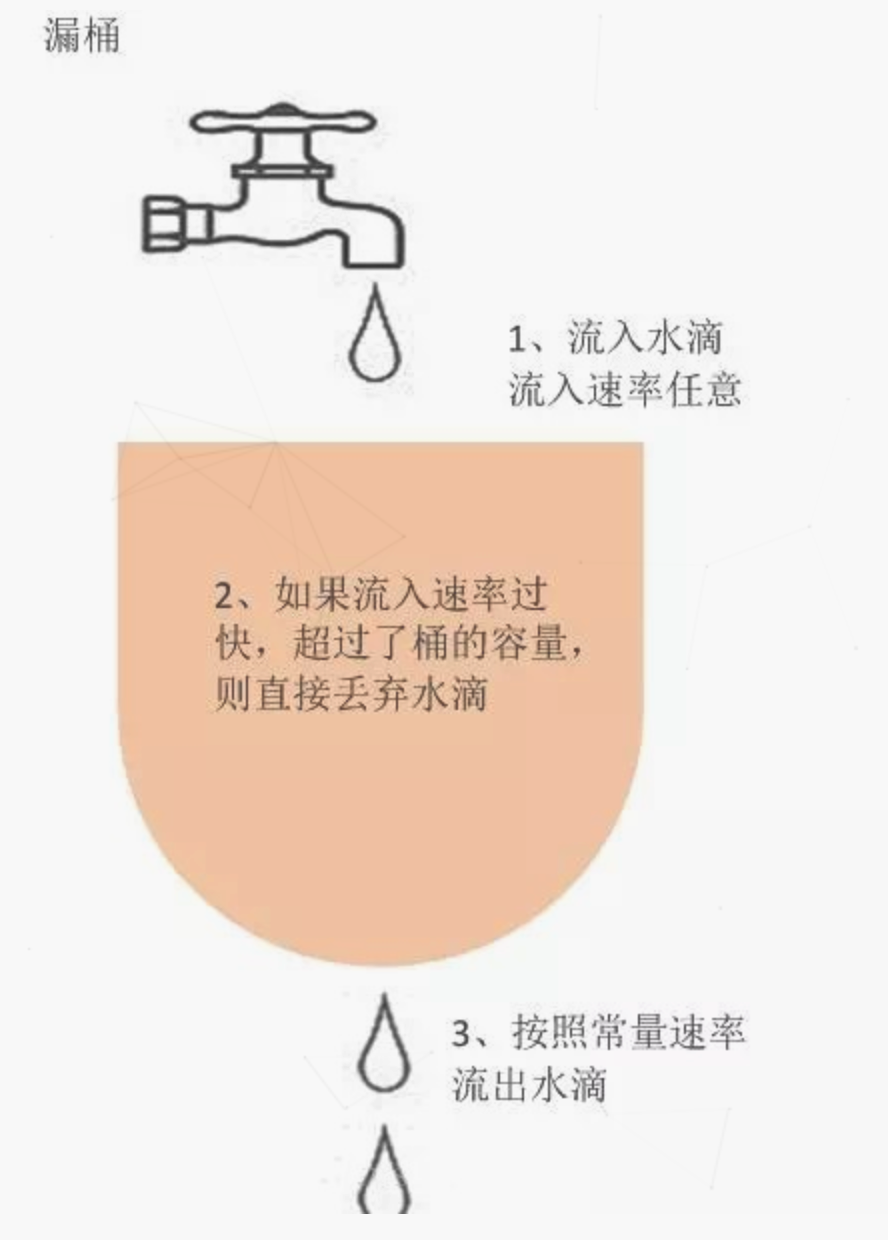 漏桶
1、流入水滴
流入速率任意
2、如果流入速率过
快，超过了桶的容量，
则直接丢弃水滴
3、按照常量速率
流出水滴